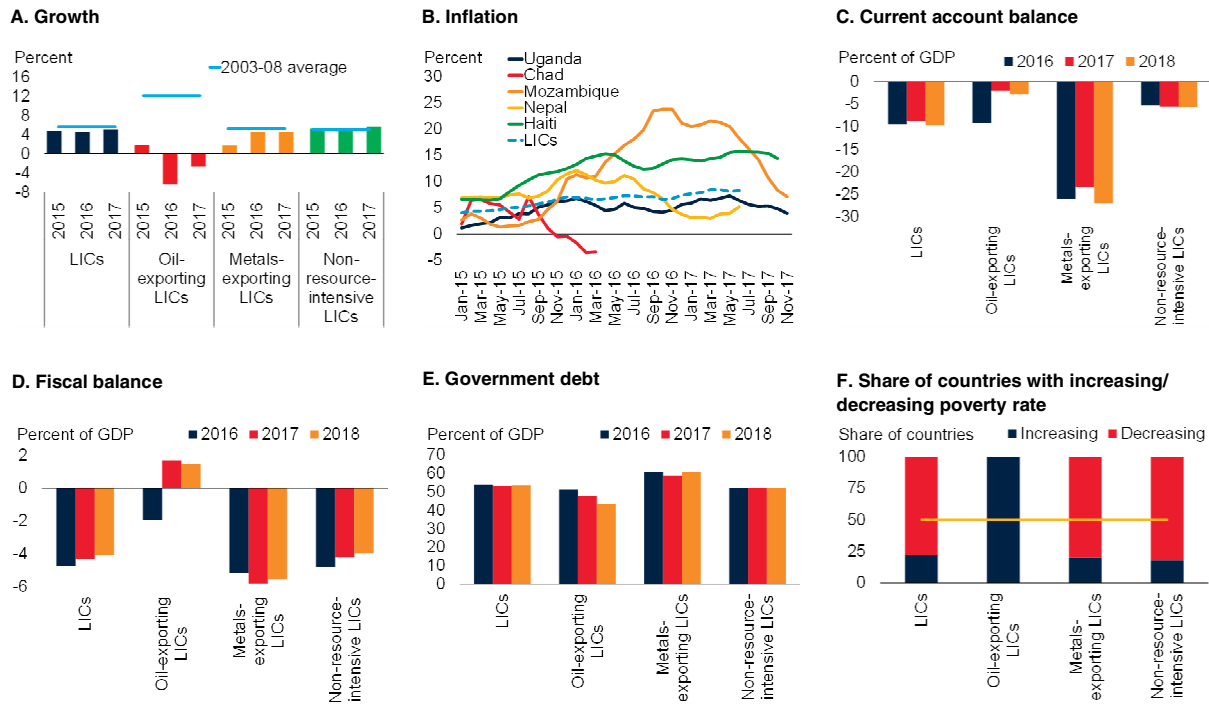 A. Growth
Percent
2003-08 average
16
12
8
4
0
-4
-8
2015
2016
2017
2015
2016
2017
2015
2016
2017
2015
2016
2017
LICs
Oil-
exporting
LICs
Metals-
exporting
LICs
Non-
resource-
intensive
LICs
B. Inflation
Percent
30
25
20
15
10
5
0
-5
Uganda
Chad
Mozambique
Nepal
Haiti
LICs
Jan-15
Mar-15
May-15
Jul-15
Sep-15
Nov-15
Jan-16
Mar-16
May-16
Jul-16
Sep-16
Nov-16
Jan-17
Mar-17
May-17
Jul-17
Sep-17
Nov-17
C. Current account balance
Percent of GDP
2016 2017 2018
0
-5
-10
-15
-20
-25
-30
LICs
Oil-exporting
LICs
Metals-
exporting
LICs
Non-resource-
intensive LICs
D. Fiscal balance
Percent of GDP
2016 2017 2018
2
0
-2
-4
-6
LICs
Oil-exporting
LICs
Metals-
exporting
LICs
Non-resource-
intensive LICs
E. Government debt
Percent of GDP
2016 2017 2018
70
60
50
40
30
20
10
0
LICs
Oil-exporting
LICs
Metals-
exporting LICs
Non-resource-
intensive LICs
F. Share of countries with increasing/
decreasing poverty rate
Share of countries
Increasing Decreasing
100
75
50
25
0
LICs
Oil-exporting
LICs
Metals-
exporting LICs
Non-resource-
intensive LICs